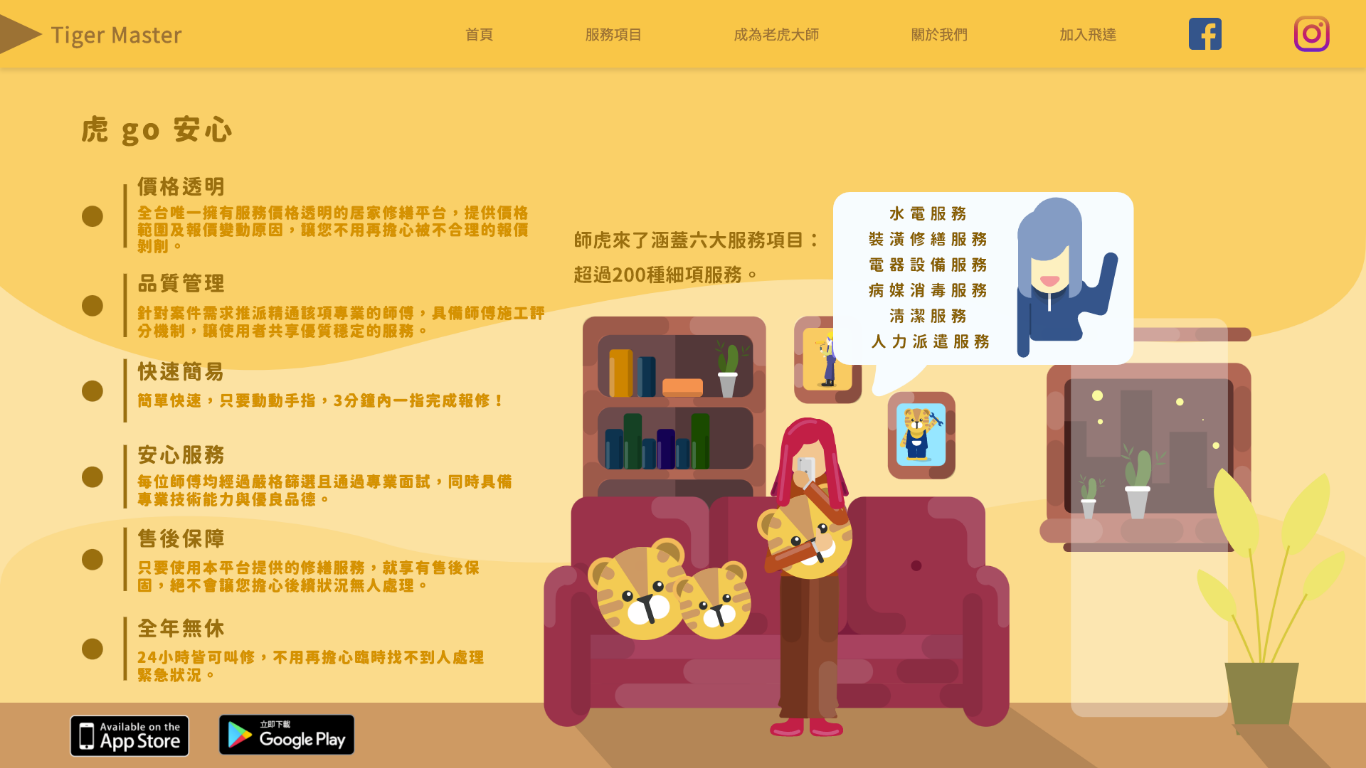 Tiger Master
首頁
服務項目
成為老虎大師
關於我們
加入飛達
虎 go 安心
價格透明
全台唯一擁有服務價格透明的居家修繕平台，提供價格
範圍及報價變動原因，讓您不用再擔心被不合理的報價
剝削。
品質管理
針對案件需求推派精通該項專業的師傅，具備師傅施工評
分機制，讓使用者共享優質穩定的服務。
快速簡易
簡單快速，只要動動手指，3分鐘內一指完成報修！
安心服務
每位師傅均經過嚴格篩選且通過專業面試，同時具備
專業技術能力與優良品德。
售後保障
只要使用本平台提供的修繕服務，就享有售後保
固，絕不會讓您擔心後續狀況無人處理。
全年無休
24小時皆可叫修，不用再擔心臨時找不到人處理
緊急狀況。
師虎來了涵蓋六大服務項目：
超過200種細項服務。
水電服務
裝潢修繕服務
電器設備服務
病媒消毒服務
清潔服務
人力派遣服務
Available on the
App Store
立即下載
Google Play